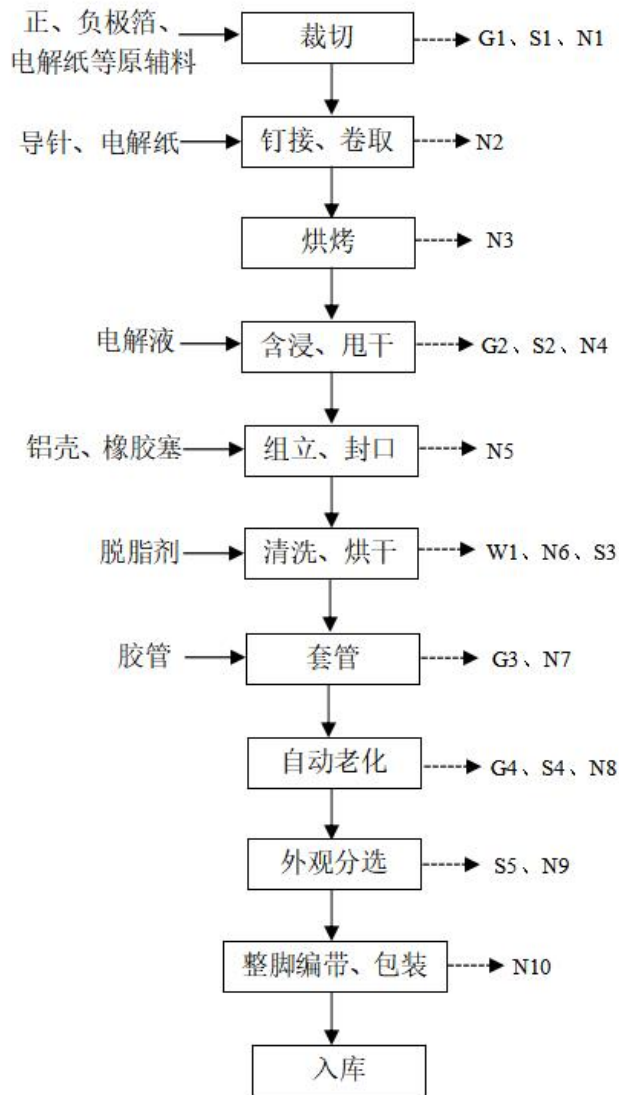 正、负极箔、
电解纸等原辅料
裁切
G1、S1、N1
导针、电解纸
钉接、卷取
N2
烘烤
N3
电解液
含浸、甩干
G2、S2、N4
铝壳、橡胶塞
组立、封口
N5
脱脂剂
清洗、烘干
W1、N6、S3
胶管
套管
G3、N7
自动老化
G4、S4、N8
外观分选
S5、N9
整脚编带、包装
N10
入库